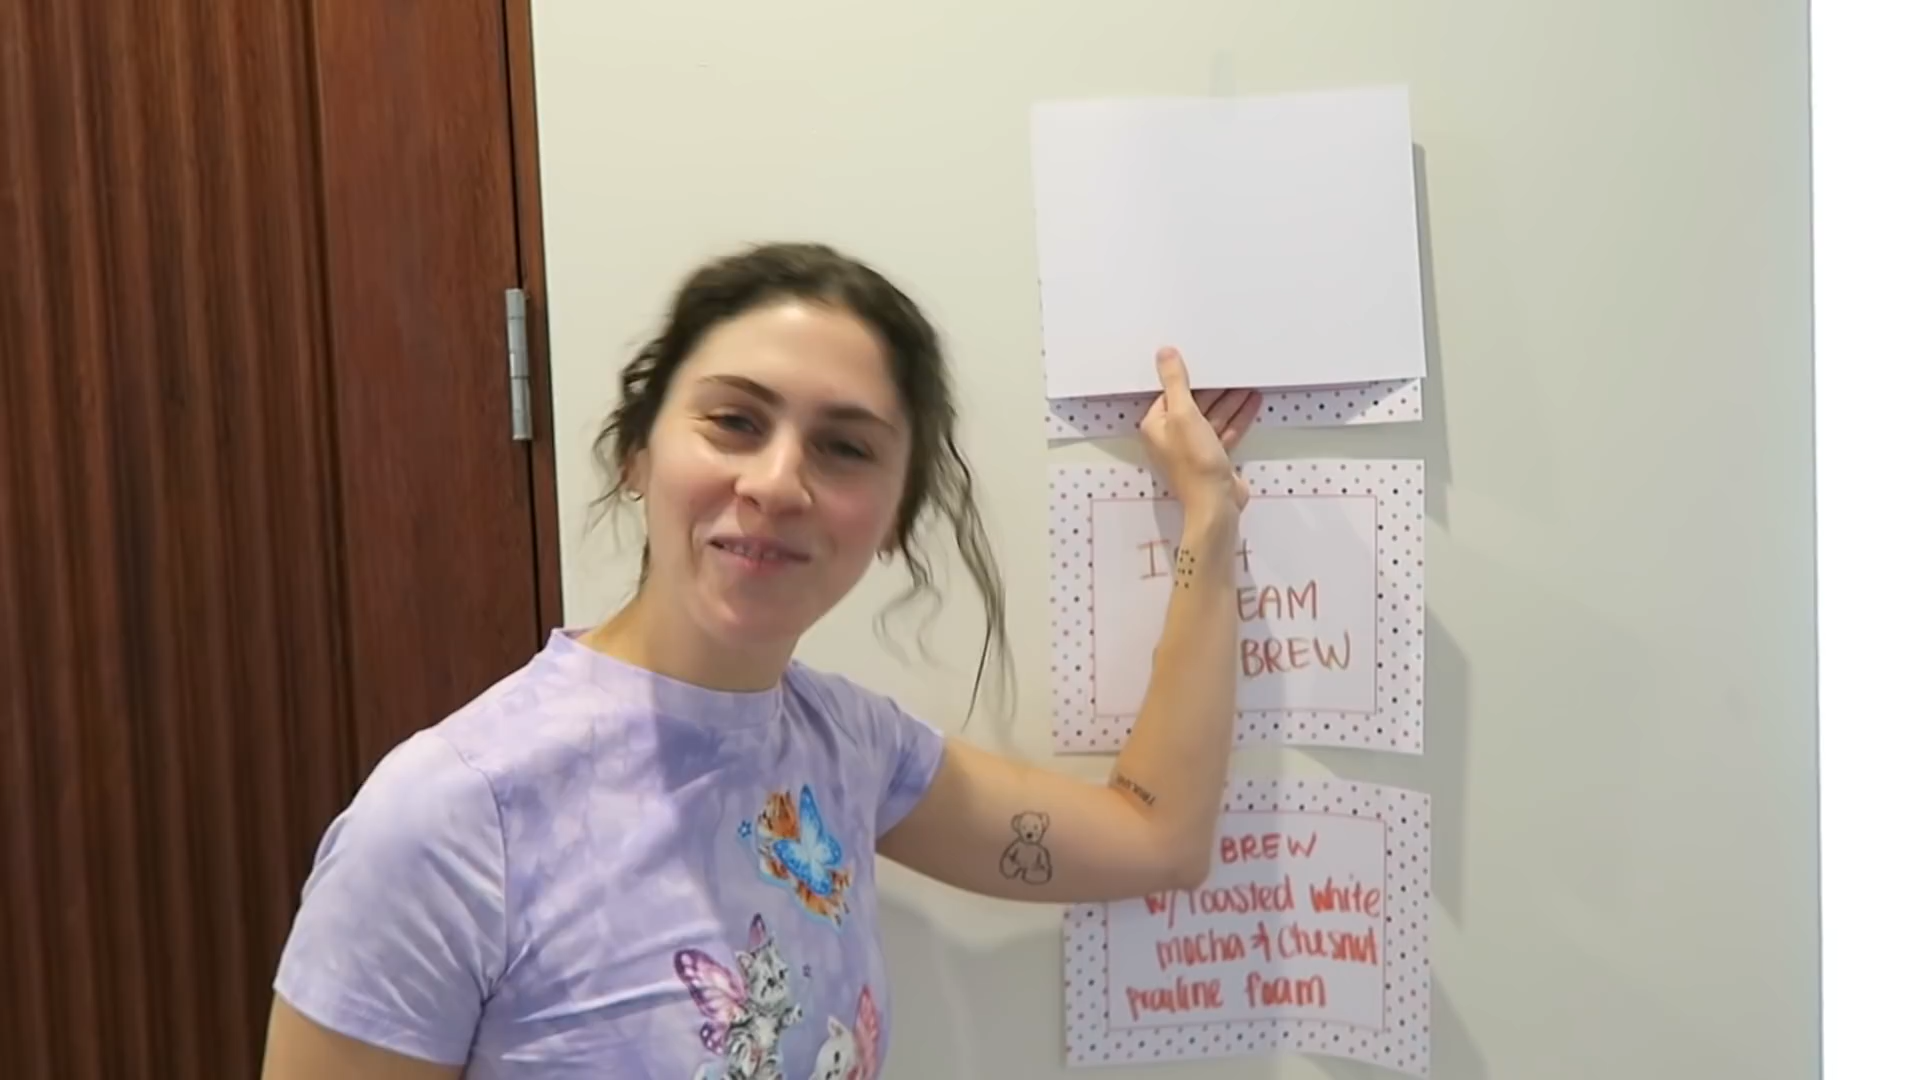 I
EAM
BREW
BREW
w/Toasted White
mocha + Chesnut
praline foam